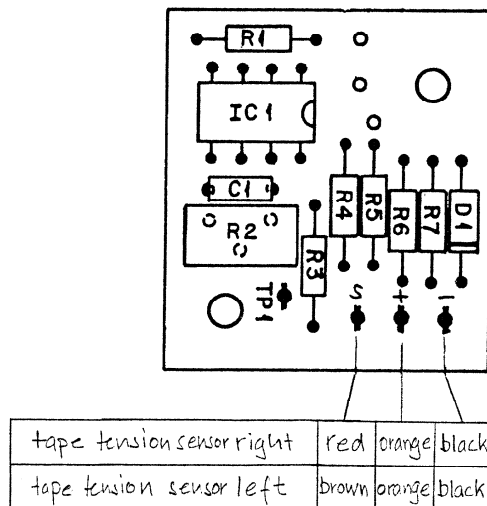 R1
IC1
C1
R2
R3
R4
R5
R6
R7
D1
TP1
S + -
tape tension sensor right red orange black
tape tension sensor left brown orange black